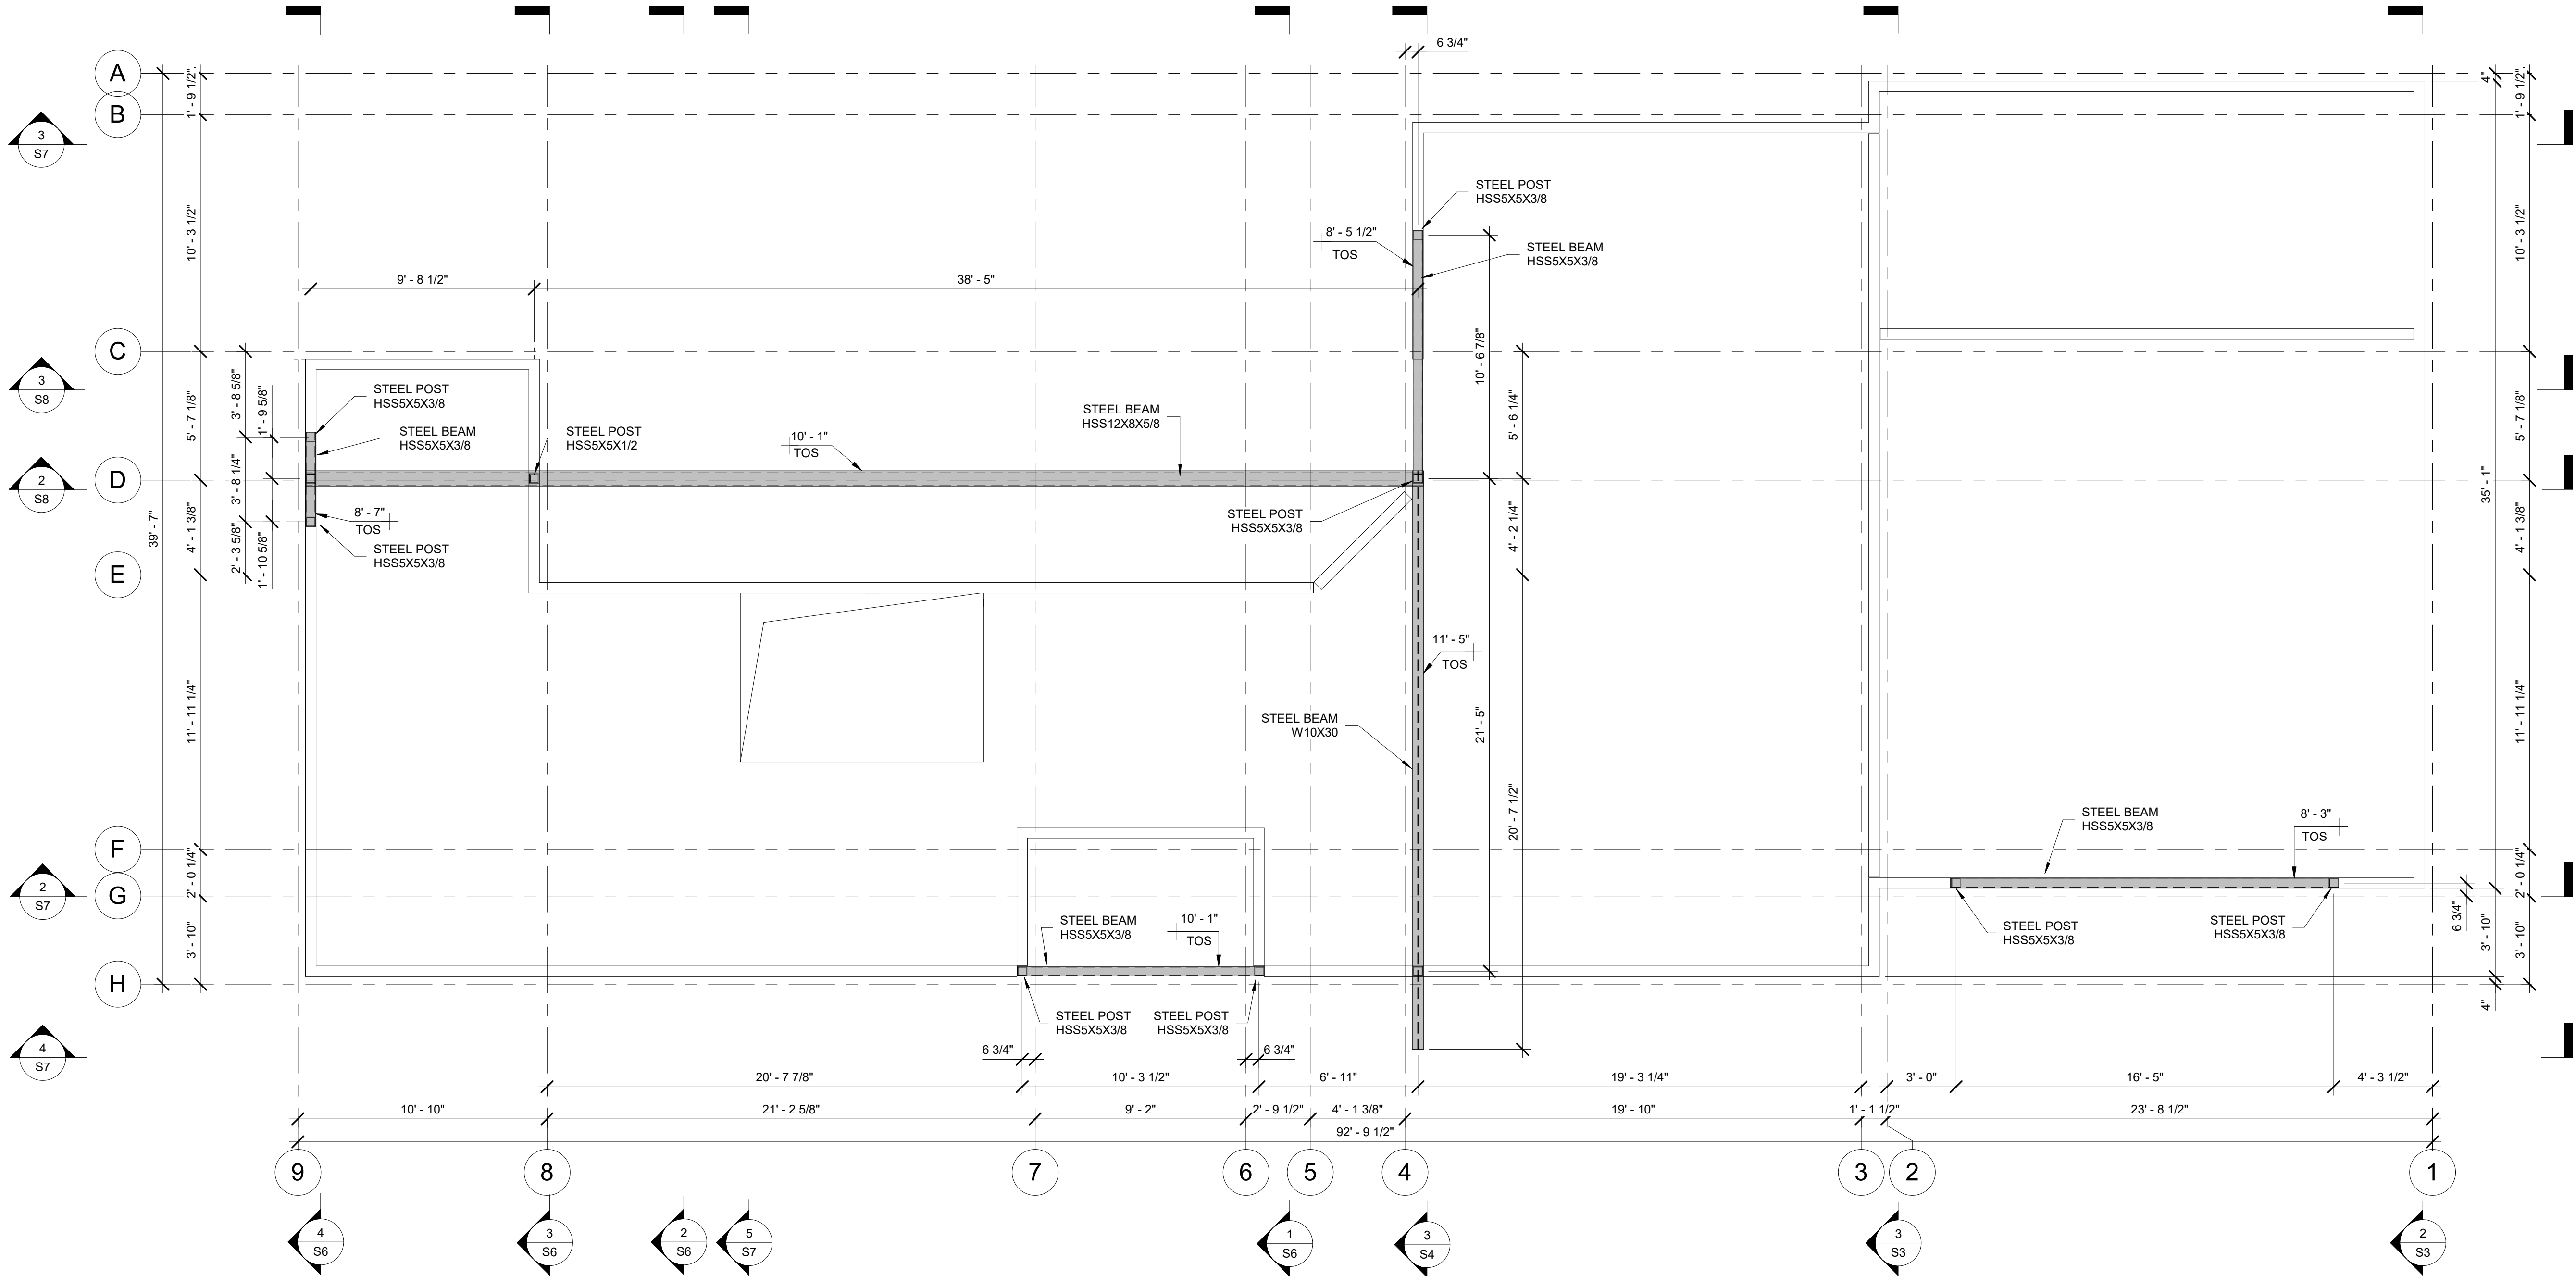 6 3/4"
A
B
C
D
E
F
G
H
3
S7
3
S8
2
S8
2
S7
4
S7
39' - 7"
1' - 9 1/2"
10' - 3 1/2"
5' - 7 1/8"
4' - 1 3/8"
11' - 11 1/4"
2' - 0 1/4"
3' - 10"
3' - 8 5/8"
3' - 8 1/4"
2' - 3 5/8"
1' - 9 5/8"
1' - 10 5/8"
9' - 8 1/2"
38' - 5"
STEEL POST
HSS5X5X3/8
STEEL BEAM
HSS5X5X3/8
8' - 7"
TOS
STEEL POST
HSS5X5X3/8
STEEL POST
HSS5X5X1/2
10' - 1"
TOS
STEEL BEAM
HSS12X8X5/8
8' - 5 1/2"
TOS
STEEL POST
HSS5X5X3/8
STEEL BEAM
HSS5X5X3/8
STEEL POST
HSS5X5X3/8
10' - 6 7/8"
5' - 6 1/4"
4' - 2 1/4"
21' - 5"
20' - 7 1/2"
11' - 5"
TOS
STEEL BEAM
W10X30
STEEL BEAM
HSS5X5X3/8
10' - 1"
TOS
STEEL POST
HSS5X5X3/8
STEEL POST
HSS5X5X3/8
6 3/4"
6 3/4"
STEEL BEAM
HSS5X5X3/8
8' - 3"
TOS
STEEL POST
HSS5X5X3/8
STEEL POST
HSS5X5X3/8
6 3/4"
4"
35' - 1"
3' - 10"
4"
1' - 9 1/2"
10' - 3 1/2"
5' - 7 1/8"
4' - 1 3/8"
11' - 11 1/4"
2' - 0 1/4"
3' - 10"
20' - 7 7/8"
10' - 3 1/2"
6' - 11"
19' - 3 1/4"
3' - 0"
16' - 5"
4' - 3 1/2"
10' - 10"
21' - 2 5/8"
9' - 2"
2' - 9 1/2"
4' - 1 3/8"
19' - 10"
1' - 1 1/2"
23' - 8 1/2"
92' - 9 1/2"
9
8
7
6
5
4
3
2
1
4
S6
3
S6
2
S6
5
S7
1
S6
3
S4
3
S3
2
S3